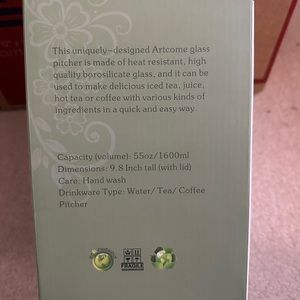 This uniquely-designed Artcome glass
pitcher is made of heat resistant, high
quality borosilicate glass, and it can be used
to make delicious iced tea, juice,
hot tea or coffee with various kinds of
ingredients in a quick and easy way.
Capacity (volume): 55oz/1600ml
Dimensions: 9.8 Inch tall (with lid)
Care: Hand wash
Drinkware Type: Water/ Tea/ Coffee
Pitcher
FRAGILE